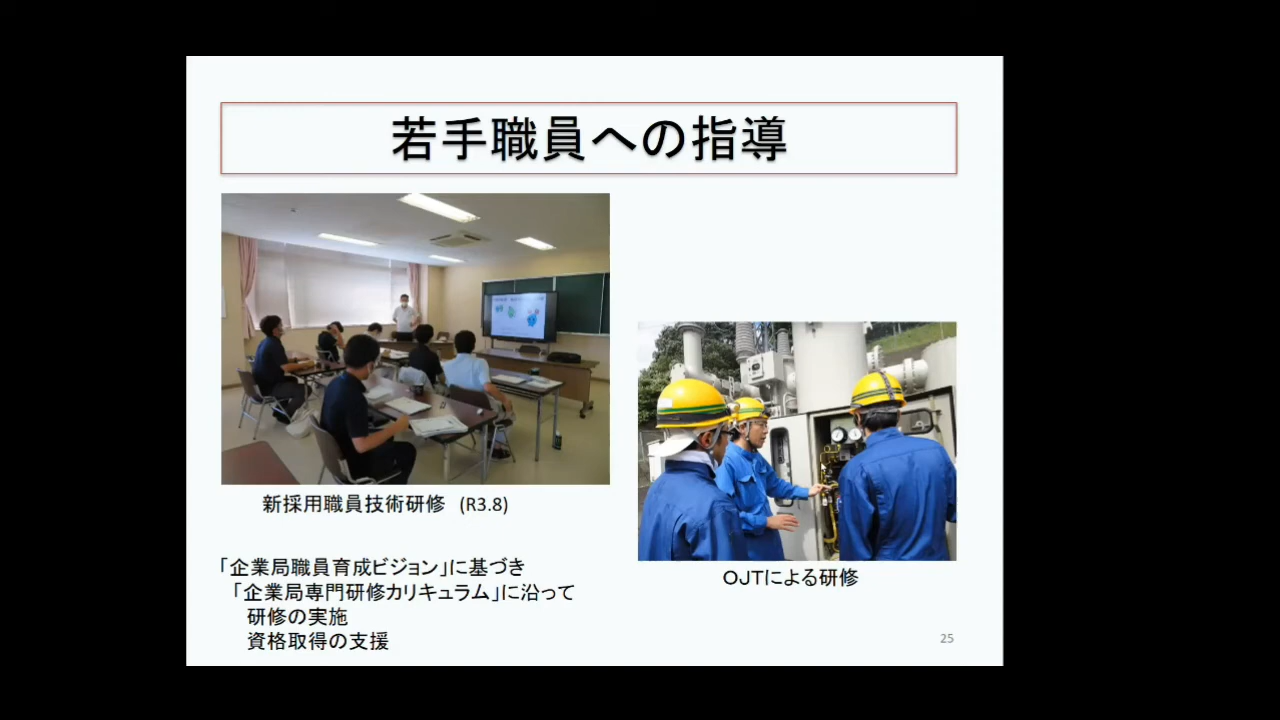 若手職員への指導
新採用職員技術研修 (R3.8)
「企業局職員育成ビジョン」に基づき
「企業局専門研修カリキュラム」に沿って
研修の実施
資格取得の支援
OJTによる研修
25